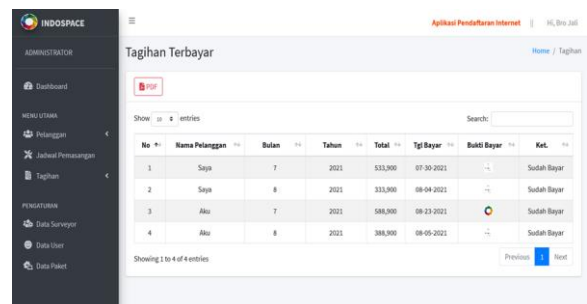 INDOSPACE
Aplikasi Pendaftaran Internet || Hi, Bro Jali
ADMINISTRATOR
Dashboard
MENU UTAMA
Pelanggan
Jadwal Pemasangan
Tagihan
PENGATURAN
Data Surveyor
Data User
Data Paket
Tagihan Terbayar
Home / Tagihan
PDF
Show 10 entries
Search:
No Nama Pelanggan Bulan Tahun Total Tgl Bayar Bukti Bayar Ket.
1 Saya 7 2021 533,900 07-30-2021 Sudah Bayar
2 Saya 8 2021 333,900 08-04-2021 Sudah Bayar
3 Aku 7 2021 588,900 08-23-2021 Sudah Bayar
4 Aku 8 2021 388,900 08-05-2021 Sudah Bayar
Showing 1 to 4 of 4 entries
Previous 1 Next